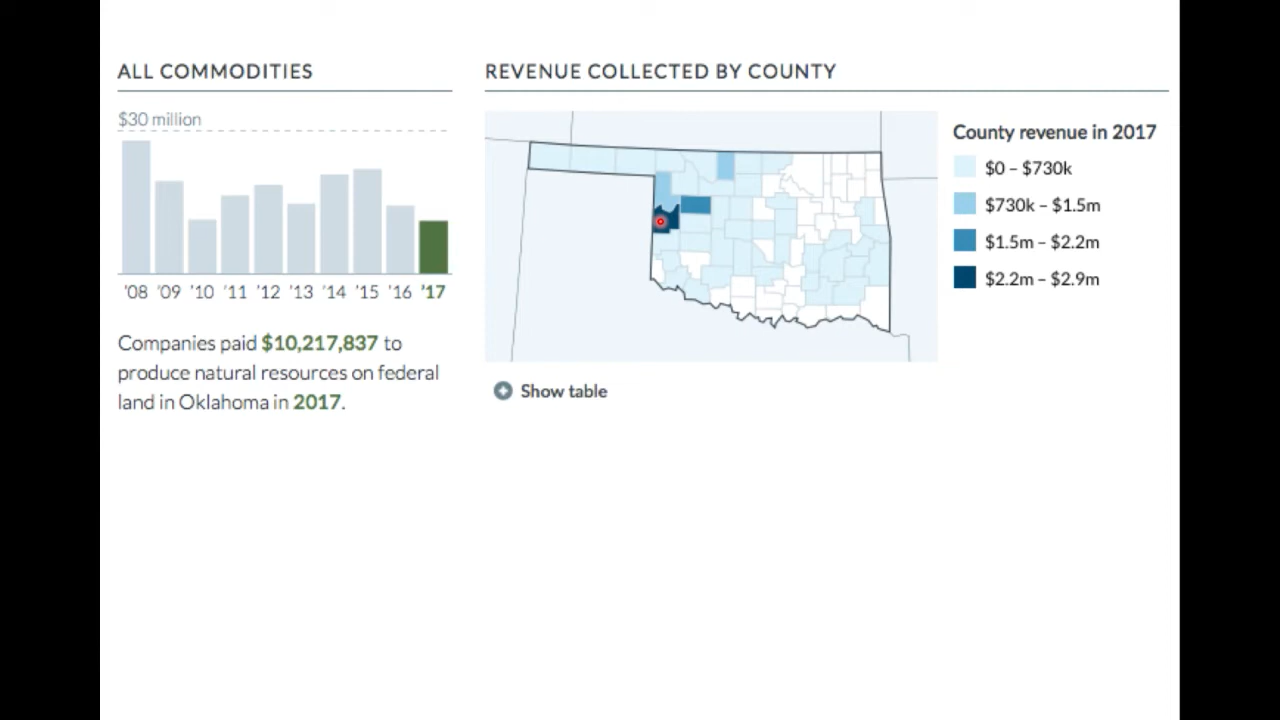 ALL COMMODITIES
$30 million
'08 '09 '10 '11 '12 '13 '14 '15 '16 '17
Companies paid $10,217,837 to
produce natural resources on federal
land in Oklahoma in 2017.
REVENUE COLLECTED BY COUNTY
County revenue in 2017
$0 – $730k
$730k – $1.5m
$1.5m – $2.2m
$2.2m – $2.9m
Show table